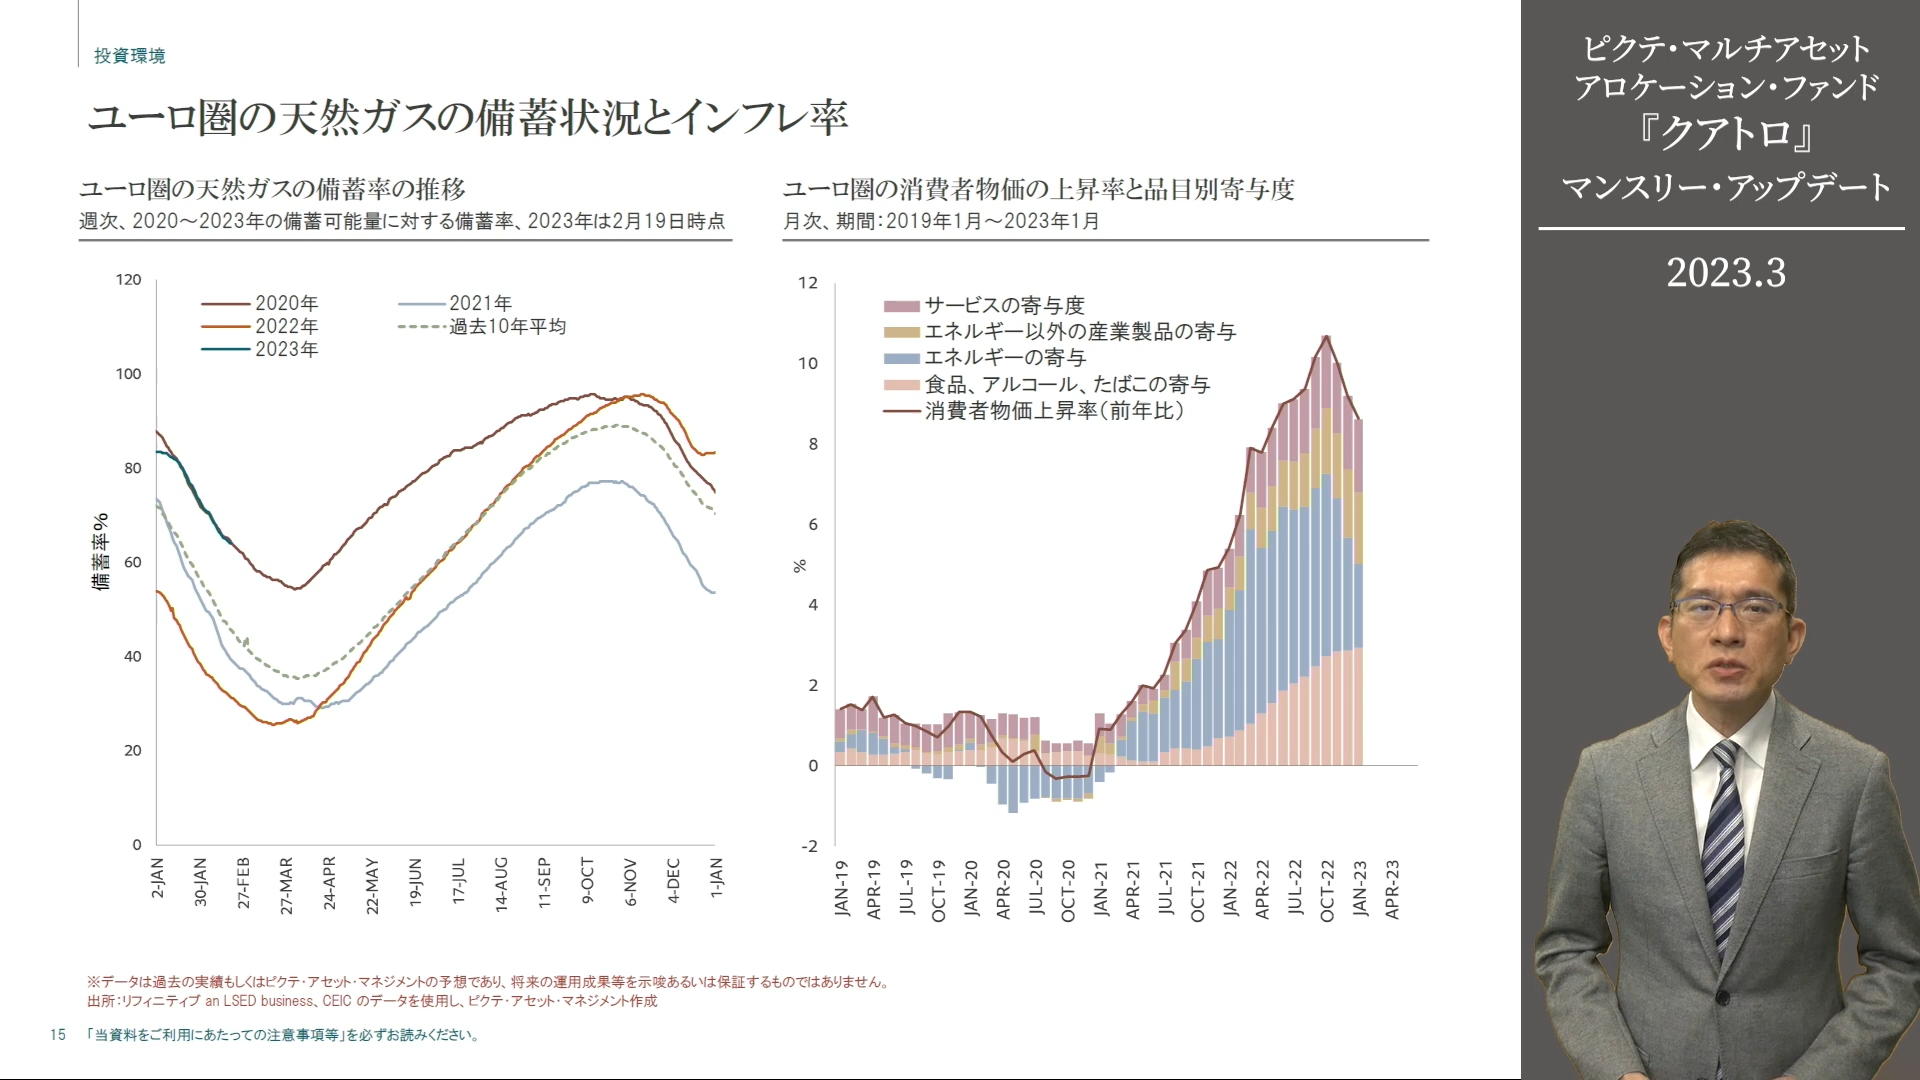 投資環境
ユーロ圏の天然ガスの備蓄状況とインフレ率
ユーロ圏の天然ガスの備蓄率の推移
週次、2020～2023年の備蓄可能量に対する備蓄率、2023年は2月19日時点
120
100
80
60
40
20
0
備蓄率%
2020年
2021年
2022年
過去10年平均
2023年
2-JAN
30-JAN
27-FEB
27-MAR
24-APR
22-MAY
19-JUN
17-JUL
14-AUG
11-SEP
9-OCT
6-NOV
4-DEC
1-JAN
ユーロ圏の消費者物価の上昇率と品目別寄与度
月次、期間：2019年1月～2023年1月
12
10
8
6
4
2
0
-2
%
サービスの寄与度
エネルギー以外の産業製品の寄与
エネルギーの寄与
食品、アルコール、たばこの寄与
消費者物価上昇率（前年比）
JAN-19
APR-19
JUL-19
OCT-19
JAN-20
APR-20
JUL-20
OCT-20
JAN-21
APR-21
JUL-21
OCT-21
JAN-22
APR-22
JUL-22
OCT-22
JAN-23
APR-23
※データは過去の実績もしくはピクテ・アセット・マネジメントの予想であり、将来の運用成果等を示唆あるいは保証するものではありません。
出所：リフィニティブ an LSED business、CEIC のデータを使用し、ピクテ・アセット・マネジメント作成
15 「当資料をご利用にあたっての注意事項等」を必ずお読みください。
ピクテ・マルチアセット
アロケーション・ファンド
『クアトロ』
マンスリー・アップデート
2023.3